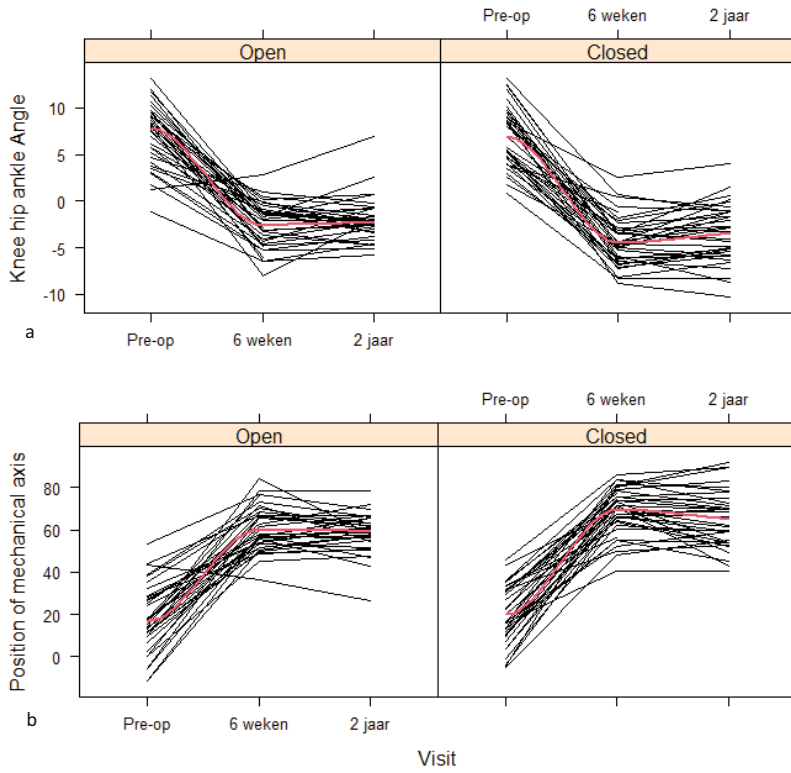 Pre-op 6 weken 2 jaar
Open Closed
Knee hip ankle Angle
10
5
0
-5
-10
a
Pre-op 6 weken 2 jaar
Pre-op 6 weken 2 jaar
Open Closed
Position of mechanical axis
80
60
40
20
0
b
Pre-op 6 weken 2 jaar
Visit